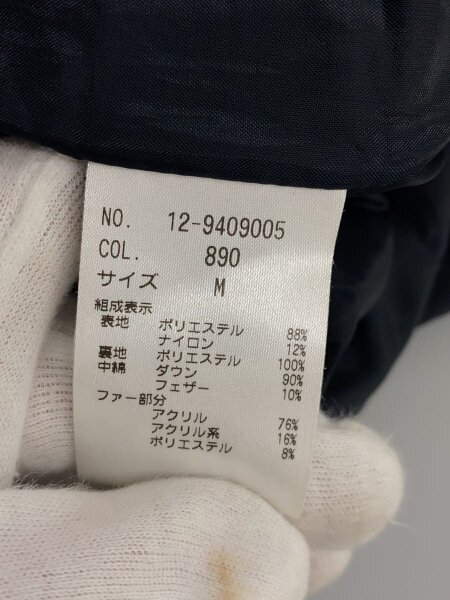 NO. 12-9409005
COL. 890
サイズ M
組成表示
表地 ポリエステル 88%
ナイロン 12%
裏地 ポリエステル 100%
中綿 ダウン 90%
フェザー 10%
ファー部分
アクリル 76%
アクリル系 16%
ポリエステル 8%